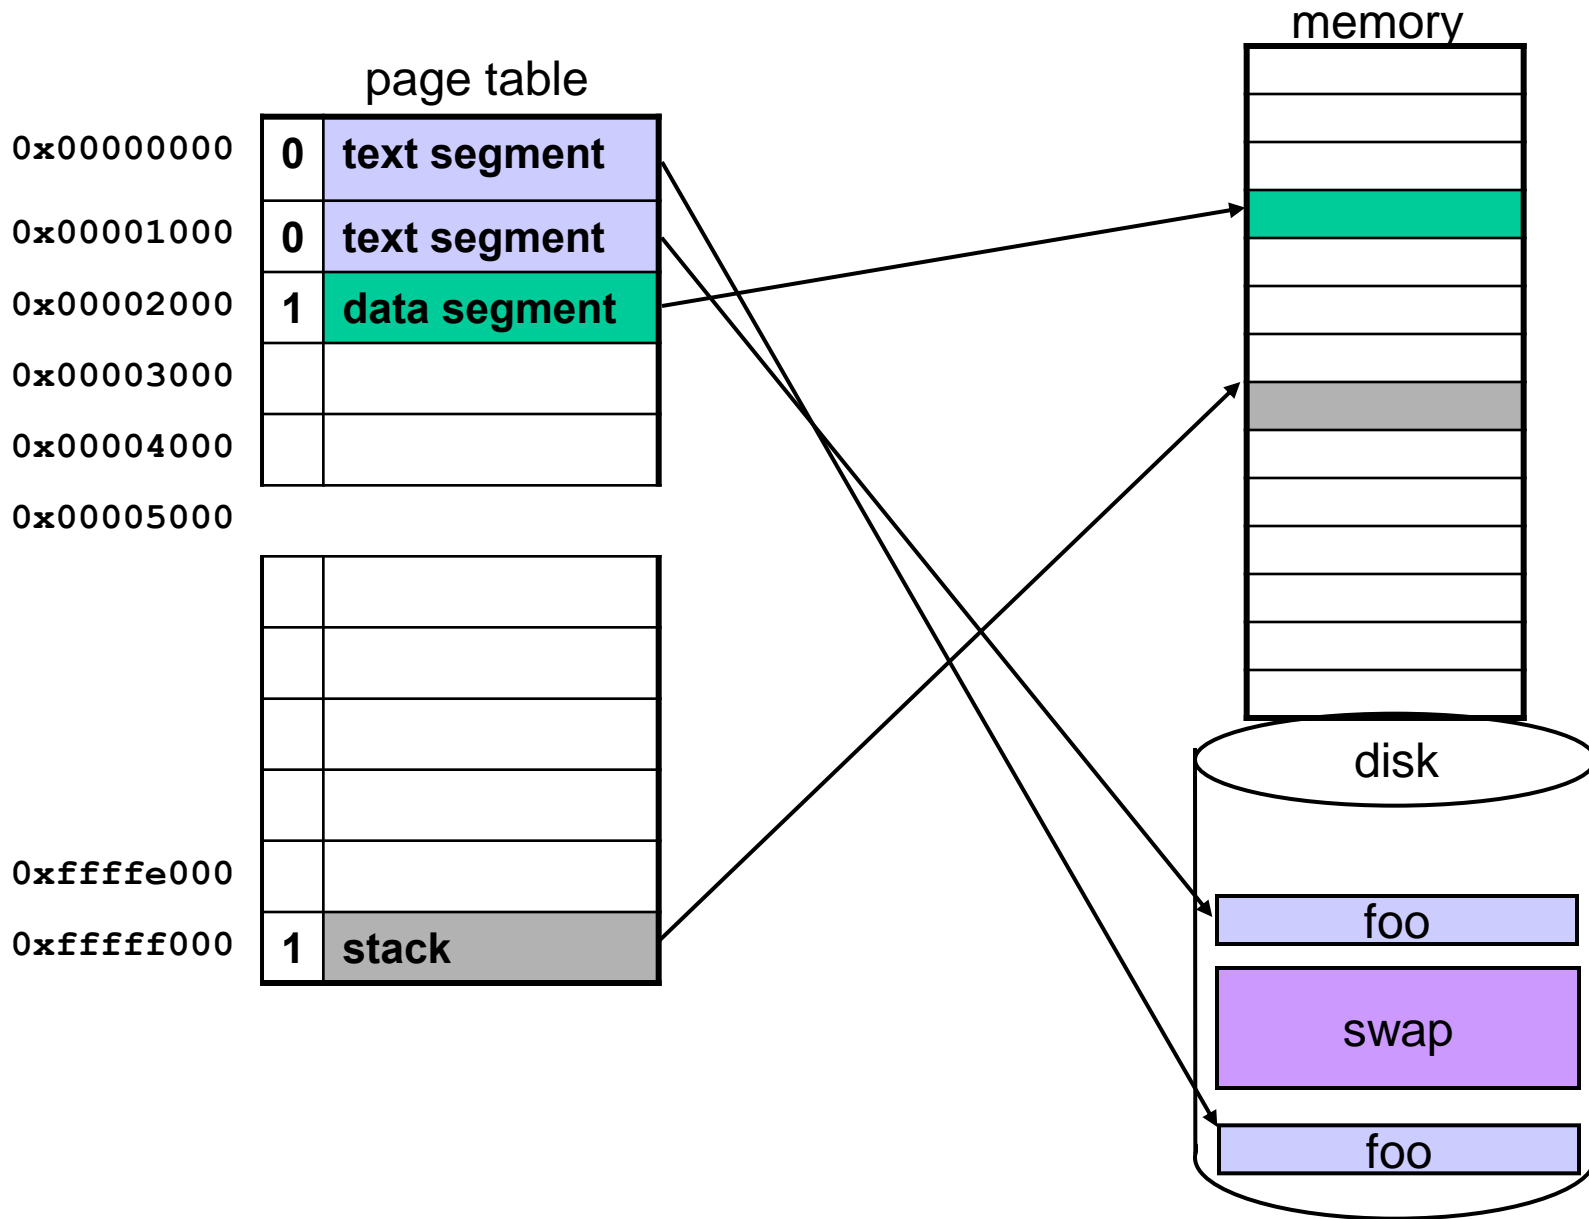 memory
page table
0x00000000 0 text segment
0x00001000 0 text segment
0x00002000 1 data segment
0x00003000
0x00004000
0x00005000
disk
0xffffe000
foo
0xfffff000 1 stack
swap
foo